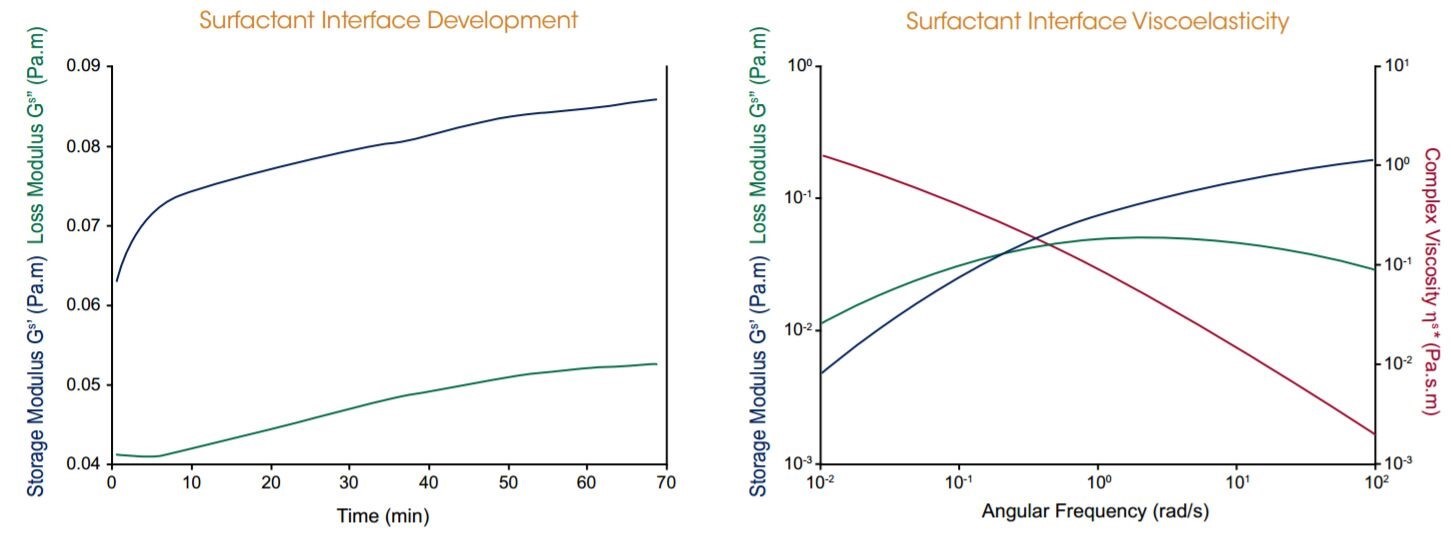 Surfactant Interface Development
Storage Modulus Gˢ' (Pa.m) Loss Modulus Gˢ" (Pa.m)
0.09
0.08
0.07
0.06
0.05
0.04
0 10 20 30 40 50 60 70
Time (min)
Surfactant Interface Viscoelasticity
Storage Modulus Gˢ' (Pa.m) Loss Modulus Gˢ" (Pa.m)
10⁰
10⁻¹
10⁻²
10⁻³
10¹
10⁰
10⁻¹
10⁻²
10⁻³
Complex Viscosity ηˢ* (Pa.s.m)
10⁻² 10⁻¹ 10⁰ 10¹ 10²
Angular Frequency (rad/s)